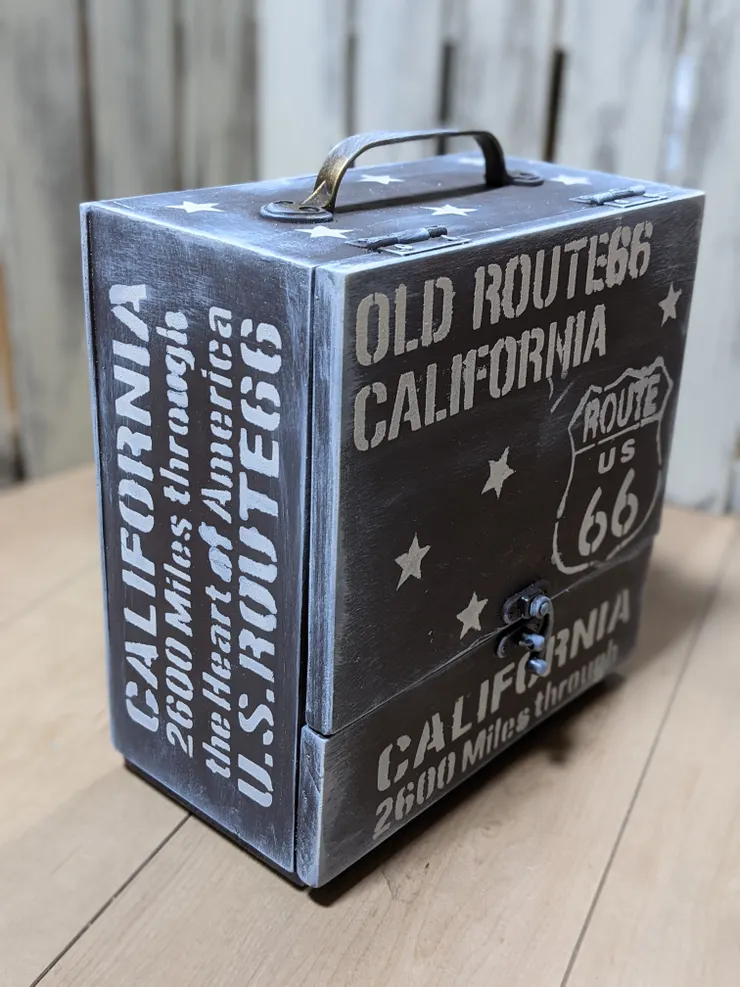 OLD ROUTE66
CALIFORNIA
ROUTE
US
66
CALIFORNIA
2600 Miles through
CALIFORNIA
2600 Miles through
the Heart of America
U.S.ROUTE66